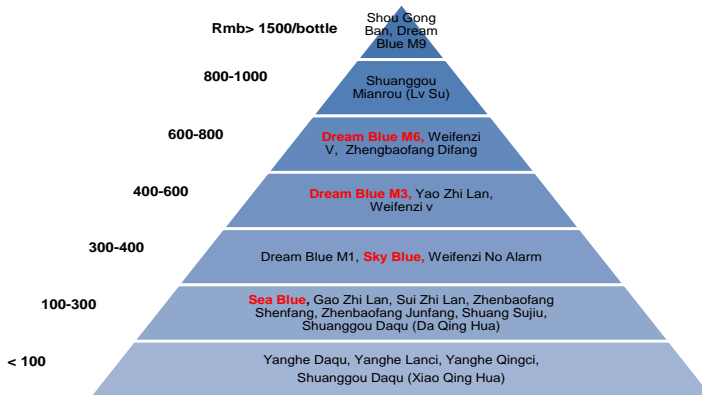 Rmb> 1500/bottle
Shou Gong
Ban, Dream
Blue M9
800-1000
Shuanggou
Mianrou (Lv Su)
600-800
Dream Blue M6, Weifenzi
V, Zhengbaofang Difang
400-600
Dream Blue M3, Yao Zhi Lan,
Weifenzi v
300-400
Dream Blue M1, Sky Blue, Weifenzi No Alarm
100-300
Sea Blue, Gao Zhi Lan, Sui Zhi Lan, Zhenbaofang
Shenfang, Zhenbaofang Junfang, Shuang Sujiu,
Shuanggou Daqu (Da Qing Hua)
< 100
Yanghe Daqu, Yanghe Lanci, Yanghe Qingci,
Shuanggou Daqu (Xiao Qing Hua)